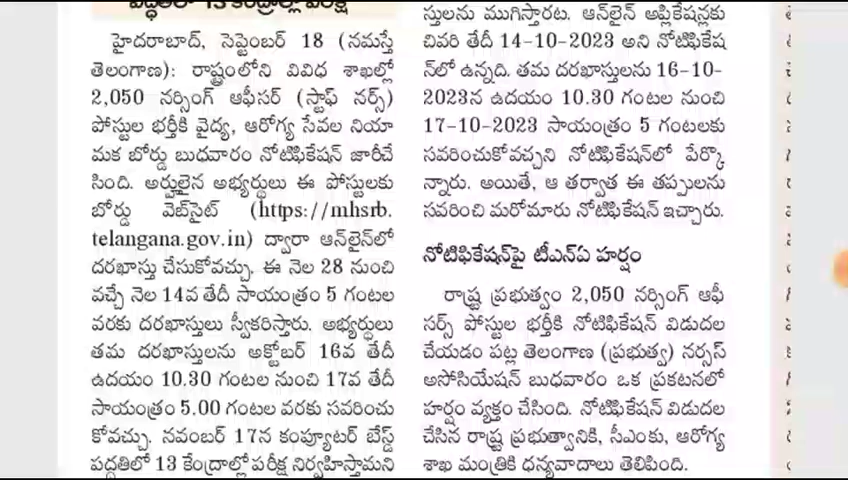 పద్ధతిలో 13 కేంద్రాల్లో పరీక్ష
హైదరాబాద్, సెప్టెంబర్ 18 (నమస్తే
తెలంగాణ): రాష్ట్రంలోని వివిధ శాఖల్లో
2,050 నర్సింగ్ ఆఫీసర్ (స్టాఫ్ నర్స్)
పోస్టుల భర్తీకి వైద్య, ఆరోగ్య సేవల నియా
మక బోర్డు బుధవారం నోటిఫికేషన్ జారీచే
సింది. అర్హులైన అభ్యర్థులు ఈ పోస్టులకు
బోర్డు వెబ్‌సైట్ (https://mhsrb.
telangana.gov.in) ద్వారా ఆన్‌లైన్‌లో
దరఖాస్తు చేసుకోవచ్చు. ఈ నెల 28 నుంచి
వచ్చే నెల 14వ తేదీ సాయంత్రం 5 గంటల
వరకు దరఖాస్తులు స్వీకరిస్తారు. అభ్యర్థులు
తమ దరఖాస్తులను అక్టోబర్ 16వ తేదీ
ఉదయం 10.30 గంటల నుంచి 17వ తేదీ
సాయంత్రం 5.00 గంటల వరకు సవరించు
కోవచ్చు. నవంబర్ 17న కంప్యూటర్ బేస్డ్
పద్ధతిలో 13 కేంద్రాల్లో పరీక్ష నిర్వహిస్తామని
స్తులను ముగిస్తారట. ఆన్‌లైన్ అప్లికేషన్లకు
చివరి తేదీ 14-10-2023 అని నోటిఫికేష
న్‌లో ఉన్నది. తమ దరఖాస్తులను 16-10-
2023న ఉదయం 10.30 గంటల నుంచి
17-10-2023 సాయంత్రం 5 గంటలకు
సవరించుకోవచ్చని నోటిఫికేషన్‌లో పేర్కొ
న్నారు. అయితే, ఆ తర్వాత ఈ తప్పులను
సవరించి మరోమారు నోటిఫికేషన్ ఇచ్చారు.
నోటిఫికేషన్‌పై టీఎన్ఏ హర్షం
రాష్ట్ర ప్రభుత్వం 2,050 నర్సింగ్ ఆఫీ
సర్స్ పోస్టుల భర్తీకి నోటిఫికేషన్ విడుదల
చేయడం పట్ల తెలంగాణ (ప్రభుత్వ) నర్సస్
అసోసియేషన్ బుధవారం ఒక ప్రకటనలో
హర్షం వ్యక్తం చేసింది. నోటిఫికేషన్ విడుదల
చేసిన రాష్ట్ర ప్రభుత్వానికి, సీఎంకు, ఆరోగ్య
శాఖ మంత్రికి ధన్యవాదాలు తెలిపింది.